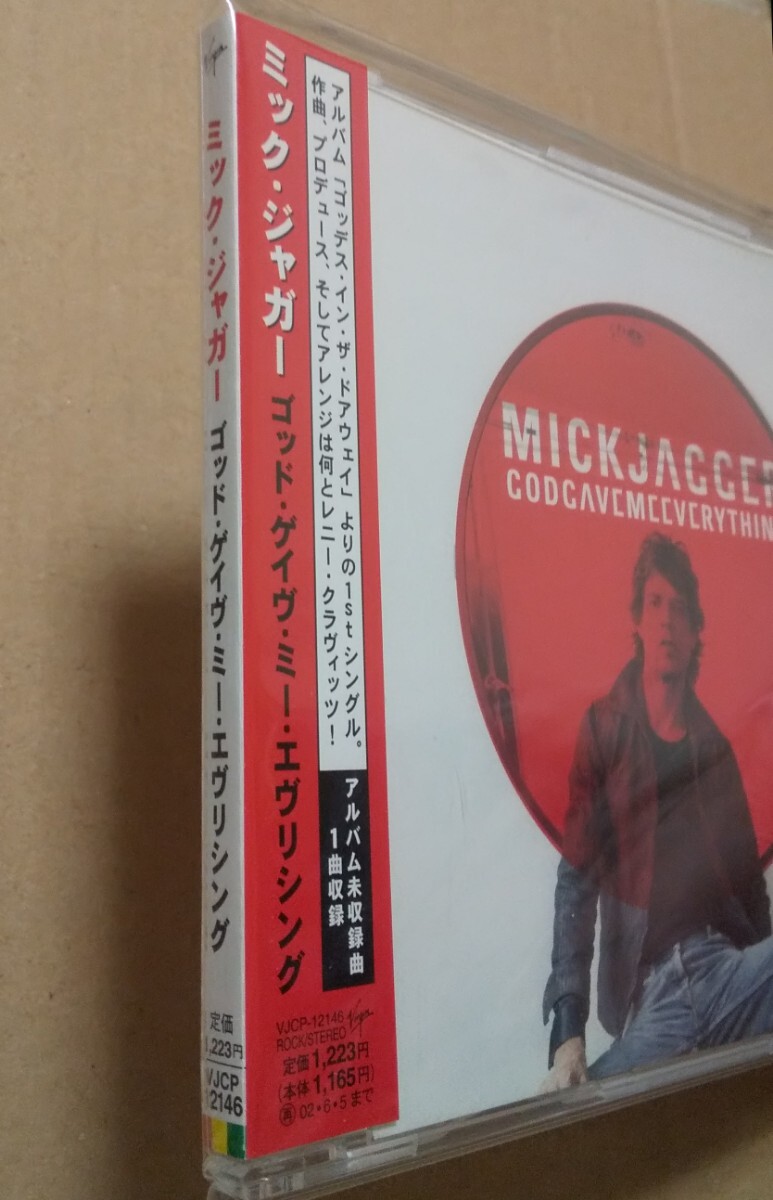 Virgin
ミック・ジャガー ゴッド・ゲイヴ・ミー・エヴリシング
定価
1,223円
VJCP
12146
ミック・ジャガー ゴッド・ゲイヴ・ミー・エヴリシング
アルバム「ゴッデス・イン・ザ・ドアウェイ」よりの1stシングル。
作曲、プロデュース、そしてアレンジは何とレニー・クラヴィッツ！
アルバム未収録曲
1曲収録
VJCP-12146 Virgin
ROCK/STEREO
定価1,223円
(本体1,165円)
再 02・6・5まで
MICKJAGGER
GODGAVEMEEVERYTHIN